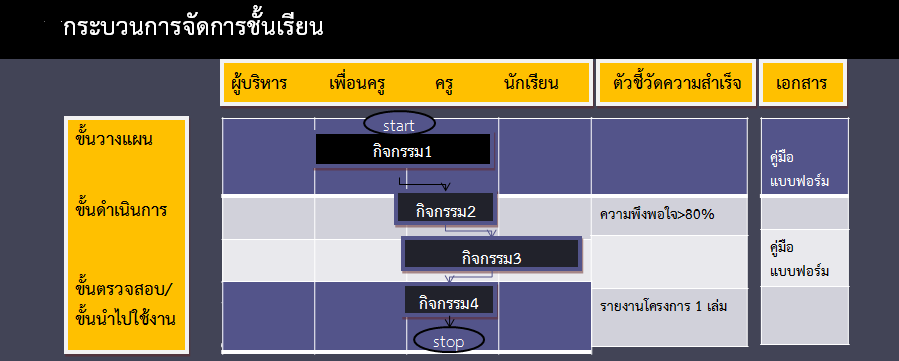 กระบวนการจัดการชั้นเรียน
ผู้บริหาร เพื่อนครู ครู นักเรียน ตัวชี้วัดความสำเร็จ เอกสาร
start
ขั้นวางแผน
กิจกรรม1
คู่มือ
แบบฟอร์ม
ขั้นดำเนินการ
กิจกรรม2
ความพึงพอใจ>80%
กิจกรรม3
คู่มือ
แบบฟอร์ม
ขั้นตรวจสอบ/
ขั้นนำไปใช้งาน
กิจกรรม4
รายงานโครงการ 1 เล่ม
stop